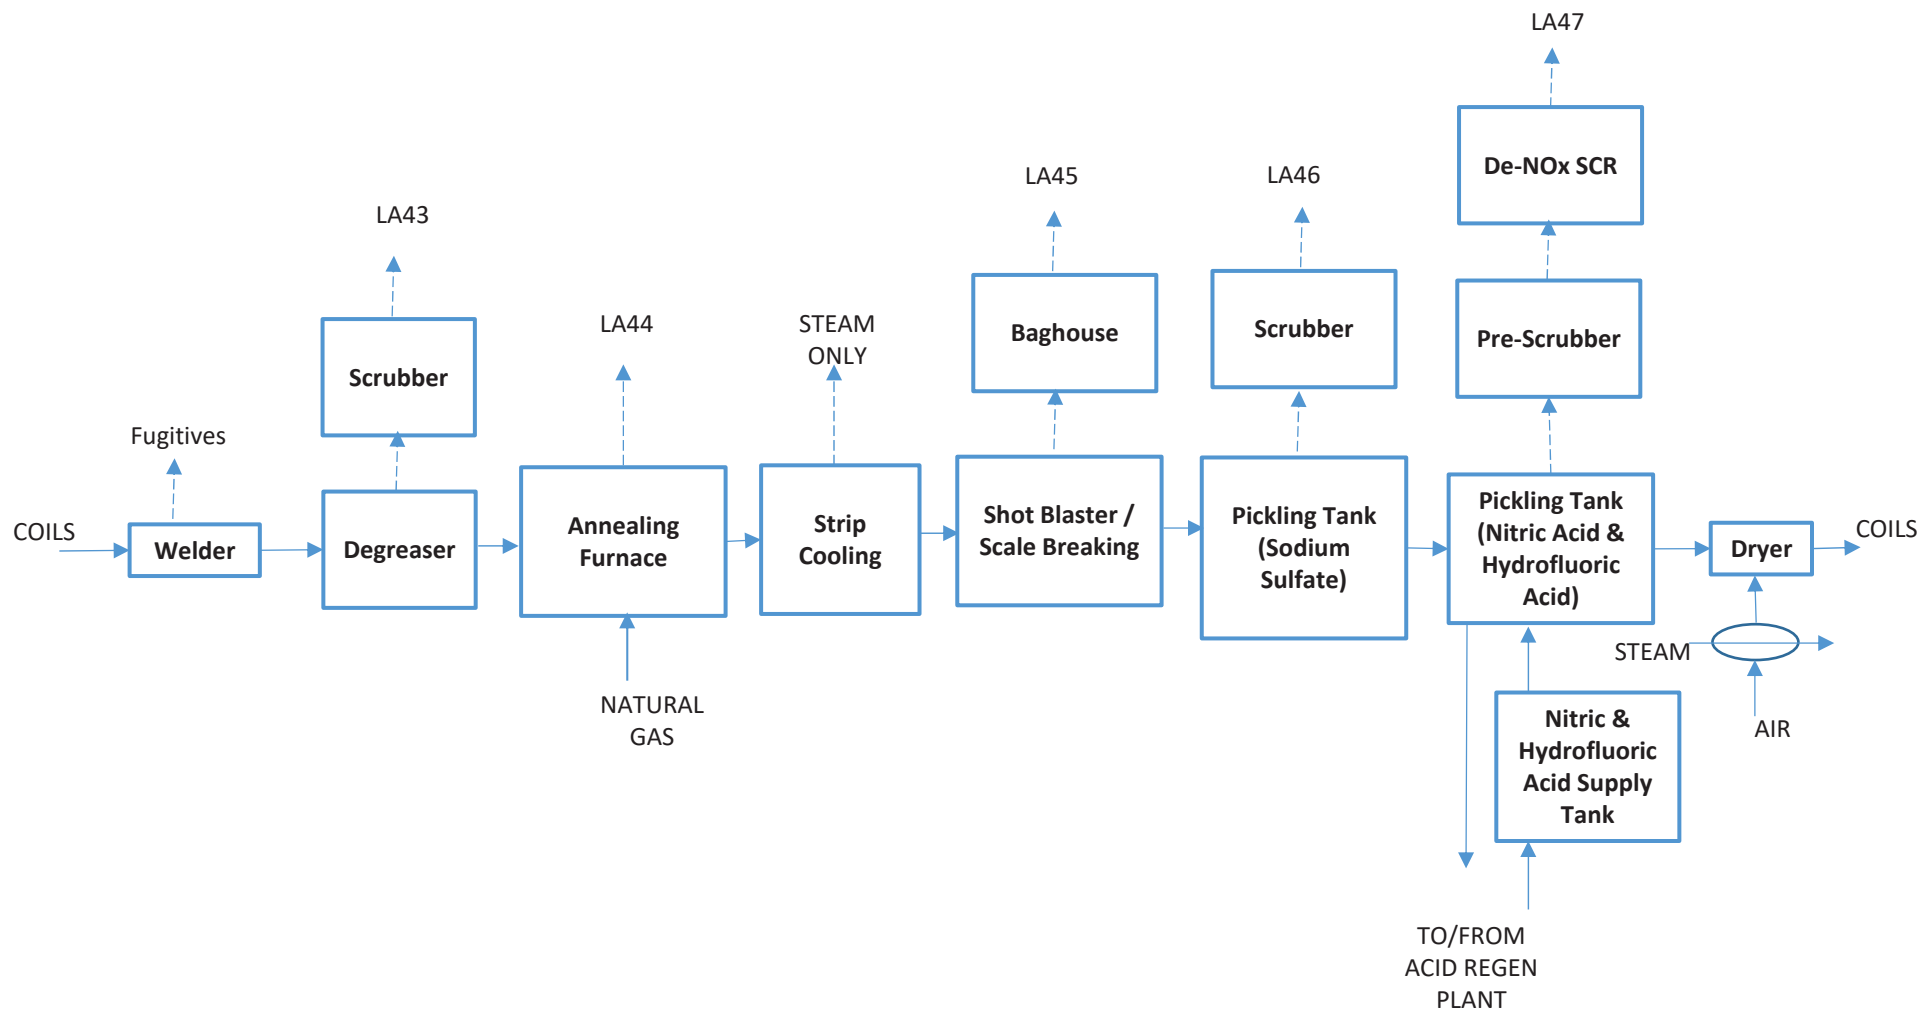 LA47
De-NOx SCR
LA45
LA46
LA43
Baghouse
Scrubber
Pre-Scrubber
LA44
STEAM
ONLY
Scrubber
Fugitives
COILS
Welder
Degreaser
Annealing
Furnace
Strip
Cooling
Shot Blaster /
Scale Breaking
Pickling Tank
(Sodium
Sulfate)
Pickling Tank
(Nitric Acid &
Hydrofluoric
Acid)
Dryer
COILS
STEAM
AIR
NATURAL
GAS
Nitric &
Hydrofluoric
Acid Supply
Tank
TO/FROM
ACID REGEN
PLANT